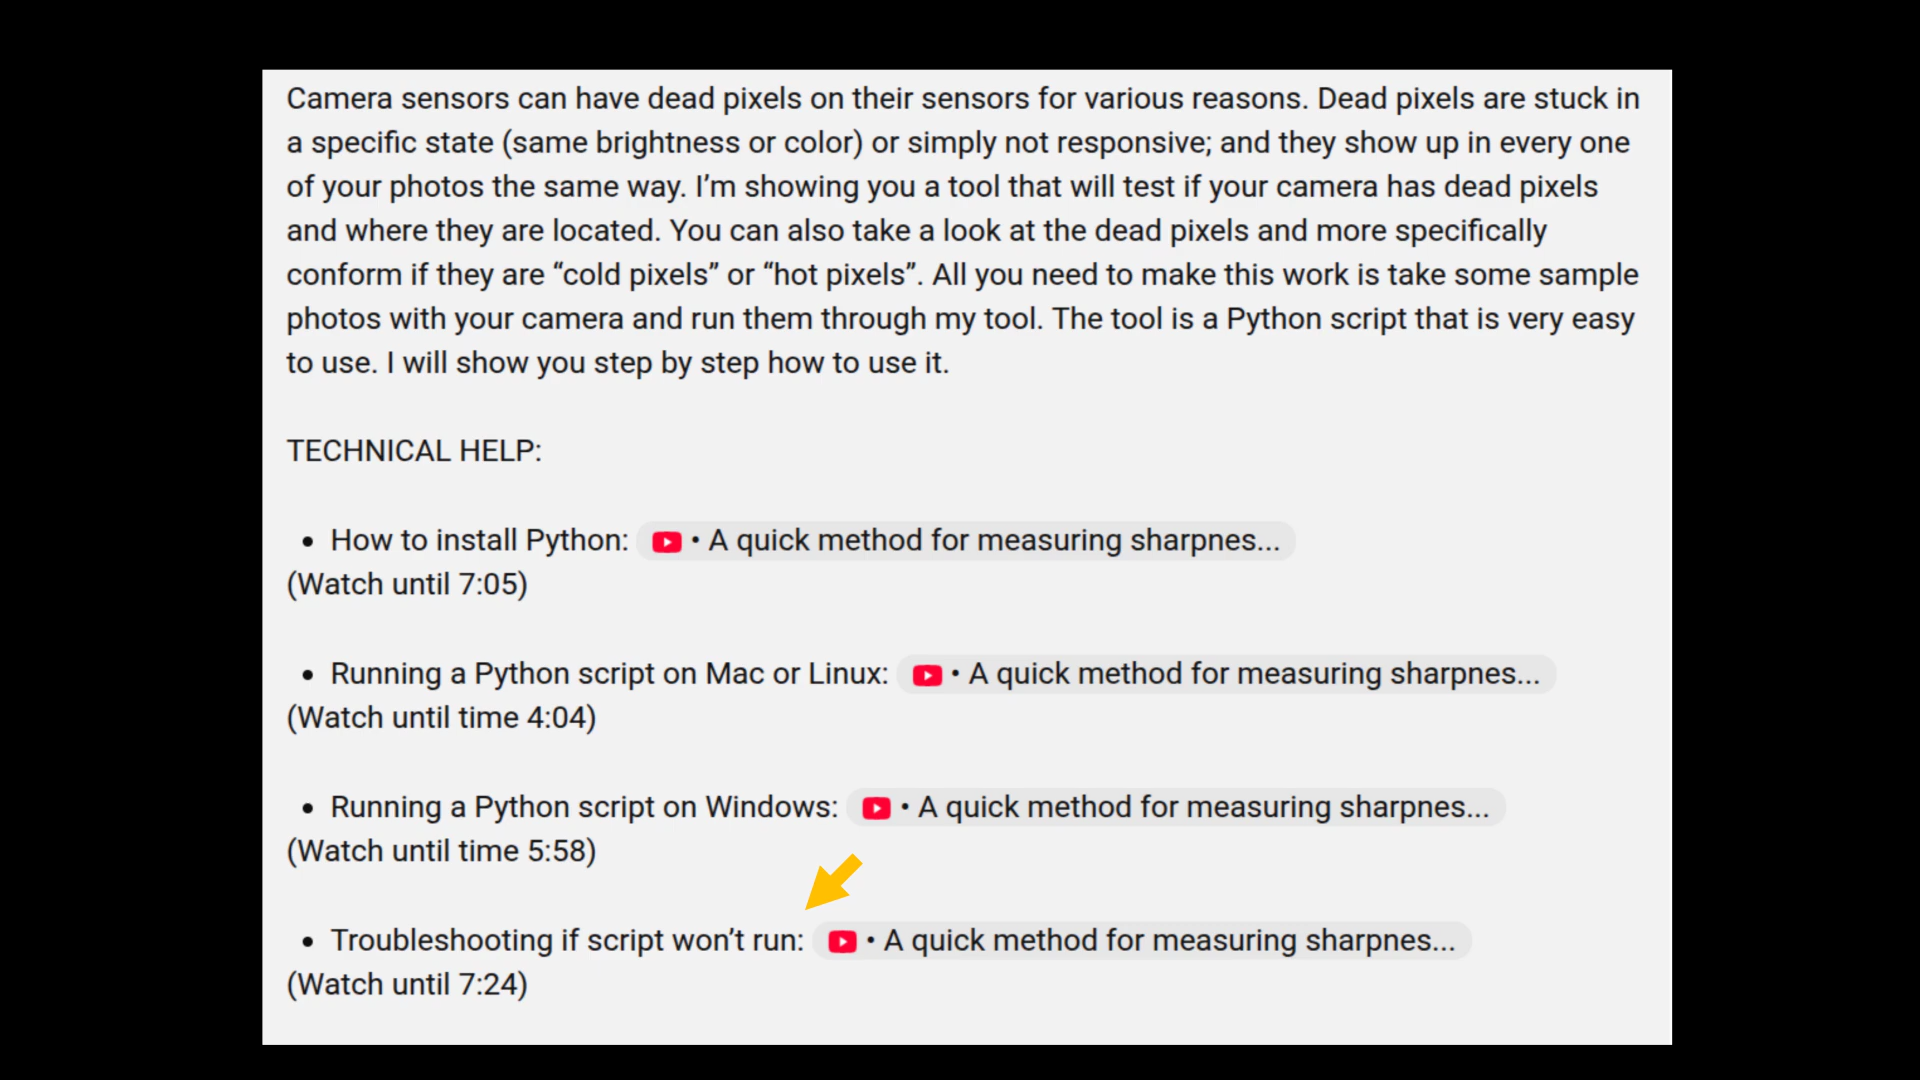 Camera sensors can have dead pixels on their sensors for various reasons. Dead pixels are stuck in
a specific state (same brightness or color) or simply not responsive; and they show up in every one
of your photos the same way. I’m showing you a tool that will test if your camera has dead pixels
and where they are located. You can also take a look at the dead pixels and more specifically
conform if they are “cold pixels” or “hot pixels”. All you need to make this work is take some sample
photos with your camera and run them through my tool. The tool is a Python script that is very easy
to use. I will show you step by step how to use it.
TECHNICAL HELP:
• How to install Python: • A quick method for measuring sharpnes...
(Watch until 7:05)
• Running a Python script on Mac or Linux: • A quick method for measuring sharpnes...
(Watch until time 4:04)
• Running a Python script on Windows: • A quick method for measuring sharpnes...
(Watch until time 5:58)
• Troubleshooting if script won’t run: • A quick method for measuring sharpnes...
(Watch until 7:24)